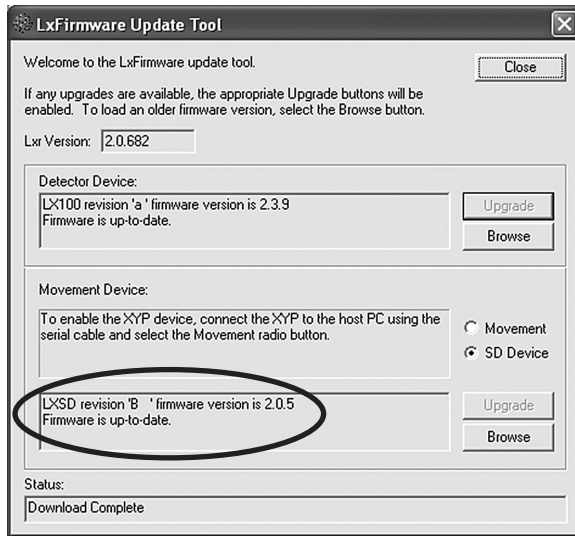 LxFirmware Update Tool
Welcome to the LxFirmware update tool.
Close
If any upgrades are available, the appropriate Upgrade buttons will be
enabled. To load an older firmware version, select the Browse button.
Lxr Version: 2.0.682
Detector Device:
LX100 revision 'a ' firmware version is 2.3.9
Firmware is up-to-date.
Upgrade
Browse
Movement Device:
To enable the XYP device, connect the XYP to the host PC using the
serial cable and select the Movement radio button.
Movement
SD Device
LXSD revision 'B   ' firmware version is 2.0.5
Firmware is up-to-date.
Upgrade
Browse
Status:
Download Complete